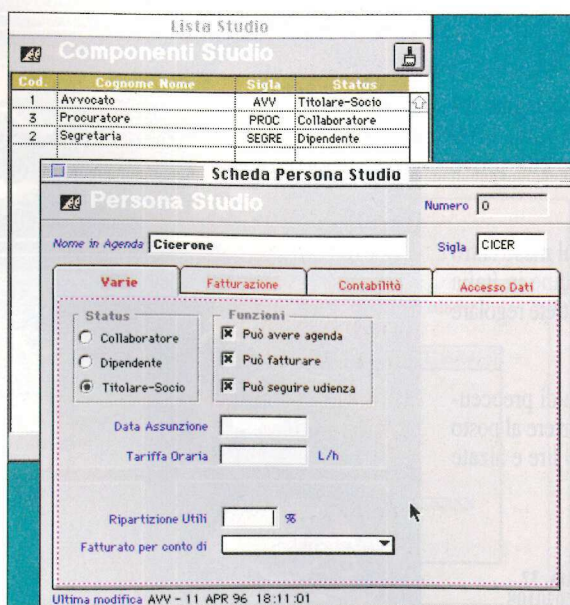 Lista Studio
Componenti Studio
Cod. Cognome Nome Sigla Status
1 Avvocato AVV Titolare-Socio
3 Procuratore PROC Collaboratore
2 Segretaria SEGRE Dipendente
Scheda Persona Studio
Persona Studio Numero 0
Nome in Agenda Cicerone Sigla CICER
Varie Fatturazione Contabilità Accesso Dati
Status Funzioni
Collaboratore Può avere agenda
Dipendente Può fatturare
Titolare-Socio Può seguire udienza
Data Assunzione
Tariffa Oraria L/h
Ripartizione Utili %
Fatturato per conto di
Ultima modifica AVV - 11 APR 96 18:11:01